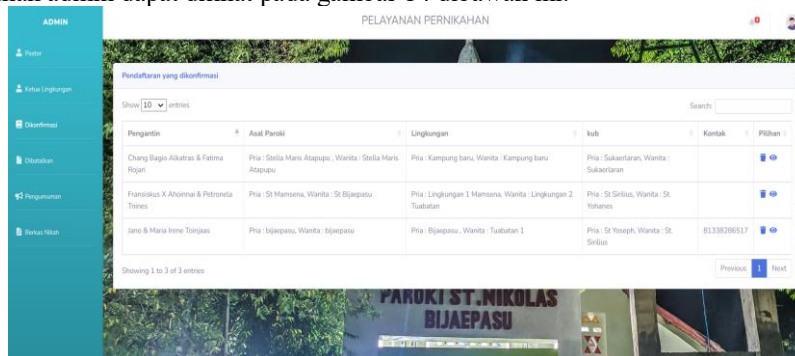 ADMIN
PELAYANAN PERNIKAHAN
0
Pastor
Ketua Lingkungan
Dikonfirmasi
Dibatalkan
Pengumuman
Berkas Nikah
Pendaftaran yang dikonfirmasi
Show 10 entries
Search:
Pengantin Asal Paroki Lingkungan kub Kontak Pilihan
Chang Bagio Alkatras & Fatima Pria : Stella Maris Atapupu , Wanita : Stella Maris Pria : Kampung baru, Wanita : Kampung baru Pria : Sukaerlaran, Wanita :
Rojari Atapupu Sukaerlaran
Fransiskus X Ahoinnai & Petronela Pria : St Mamsena, Wanita : St Bijaepasu Pria : Lingkungan 1 Mamsena, Wanita : Lingkungan 2 Pria : St Sirilius, Wanita : St
Tnines Tuabatan Yohanes
Jano & Maria Irene Toinjaas Pria : bijaepasu, Wanita : bijaepasu Pria : Bijaepasu , Wanita : Tuabatan 1 Pria : St Yoseph, Wanita : St. 81338286517
Sirilius
Showing 1 to 3 of 3 entries
Previous 1 Next
PAROKI ST.NIKOLAS
BIJAEPASU